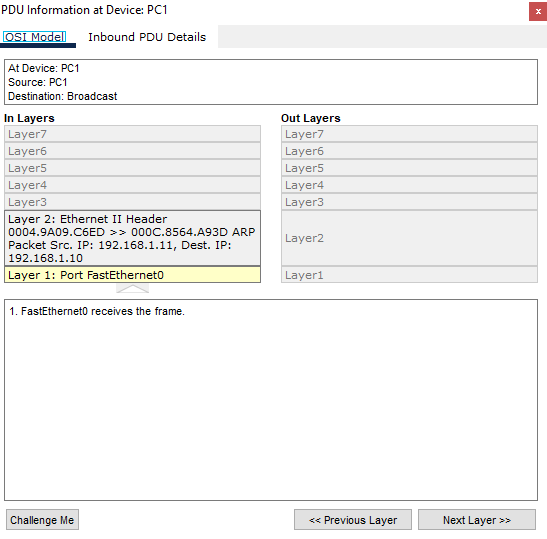 PDU Information at Device: PC1
x
OSI Model Inbound PDU Details
At Device: PC1
Source: PC1
Destination: Broadcast
In Layers
Layer7
Layer6
Layer5
Layer4
Layer3
Layer 2: Ethernet II Header
0004.9A09.C6ED >> 000C.8564.A93D ARP
Packet Src. IP: 192.168.1.11, Dest. IP:
192.168.1.10
Layer 1: Port FastEthernet0
Out Layers
Layer7
Layer6
Layer5
Layer4
Layer3
Layer2
Layer1
1. FastEthernet0 receives the frame.
Challenge Me
<< Previous Layer
Next Layer >>